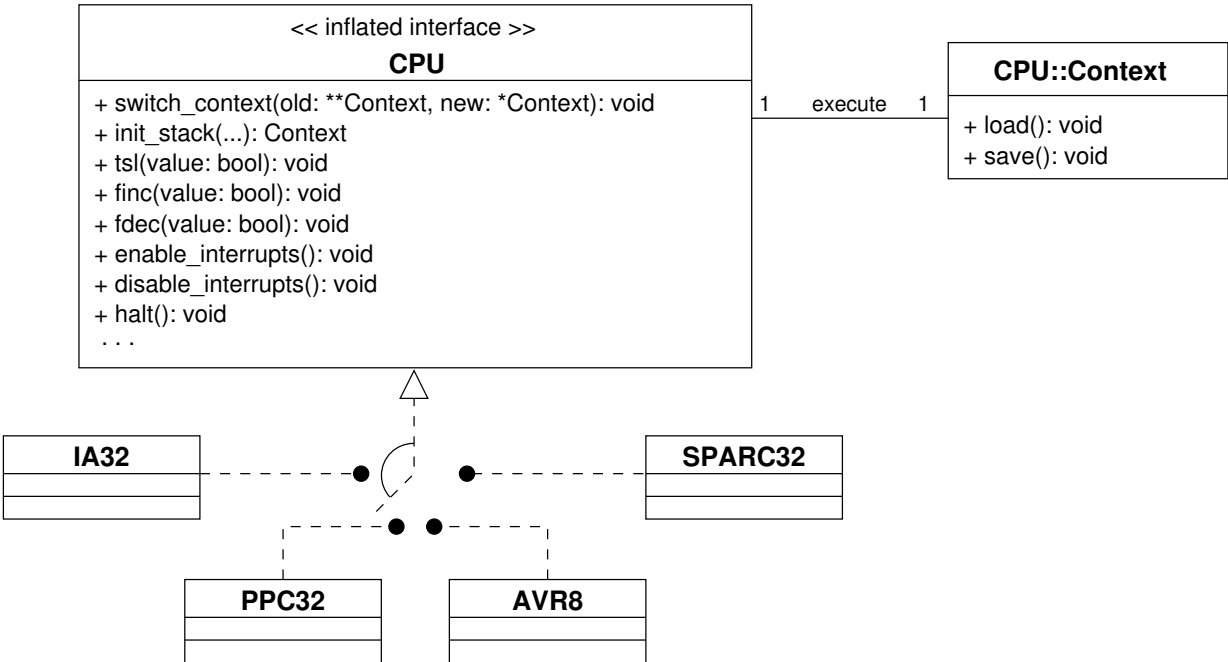 << inflated interface >>
CPU
+ switch_context(old: **Context, new: *Context): void
+ init_stack(...): Context
+ tsl(value: bool): void
+ finc(value: bool): void
+ fdec(value: bool): void
+ enable_interrupts(): void
+ disable_interrupts(): void
+ halt(): void
. . .
1 execute 1
CPU::Context
+ load(): void
+ save(): void
IA32
SPARC32
PPC32
AVR8